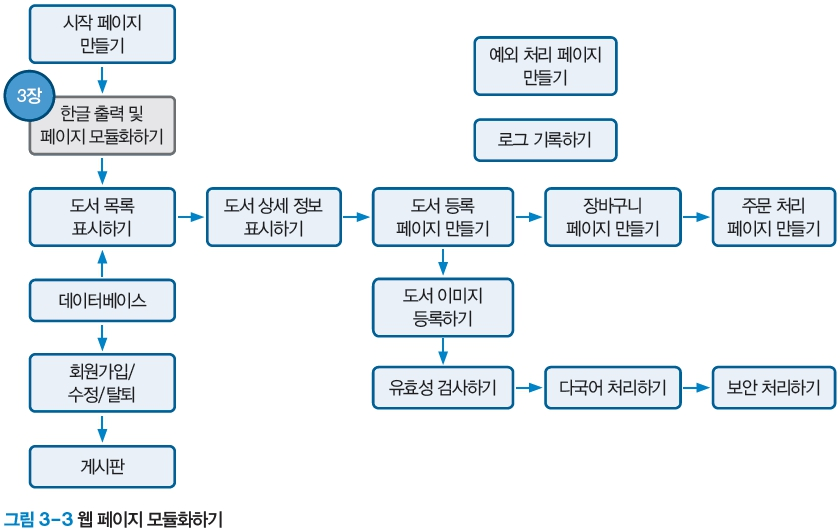 시작 페이지
만들기
예외 처리 페이지
만들기
3장
한글 출력 및
페이지 모듈화하기
로그 기록하기
도서 목록
표시하기
도서 상세 정보
표시하기
도서 등록
페이지 만들기
장바구니
페이지 만들기
주문 처리
페이지 만들기
데이터베이스
도서 이미지
등록하기
회원가입/
수정/탈퇴
유효성 검사하기
다국어 처리하기
보안 처리하기
게시판
그림 3-3 웹 페이지 모듈화하기